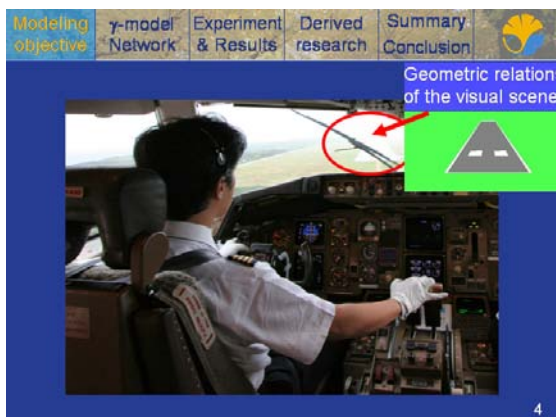 Modeling objective
γ-model Network
Experiment & Results
Derived research
Summary Conclusion
Geometric relation
of the visual scene
4